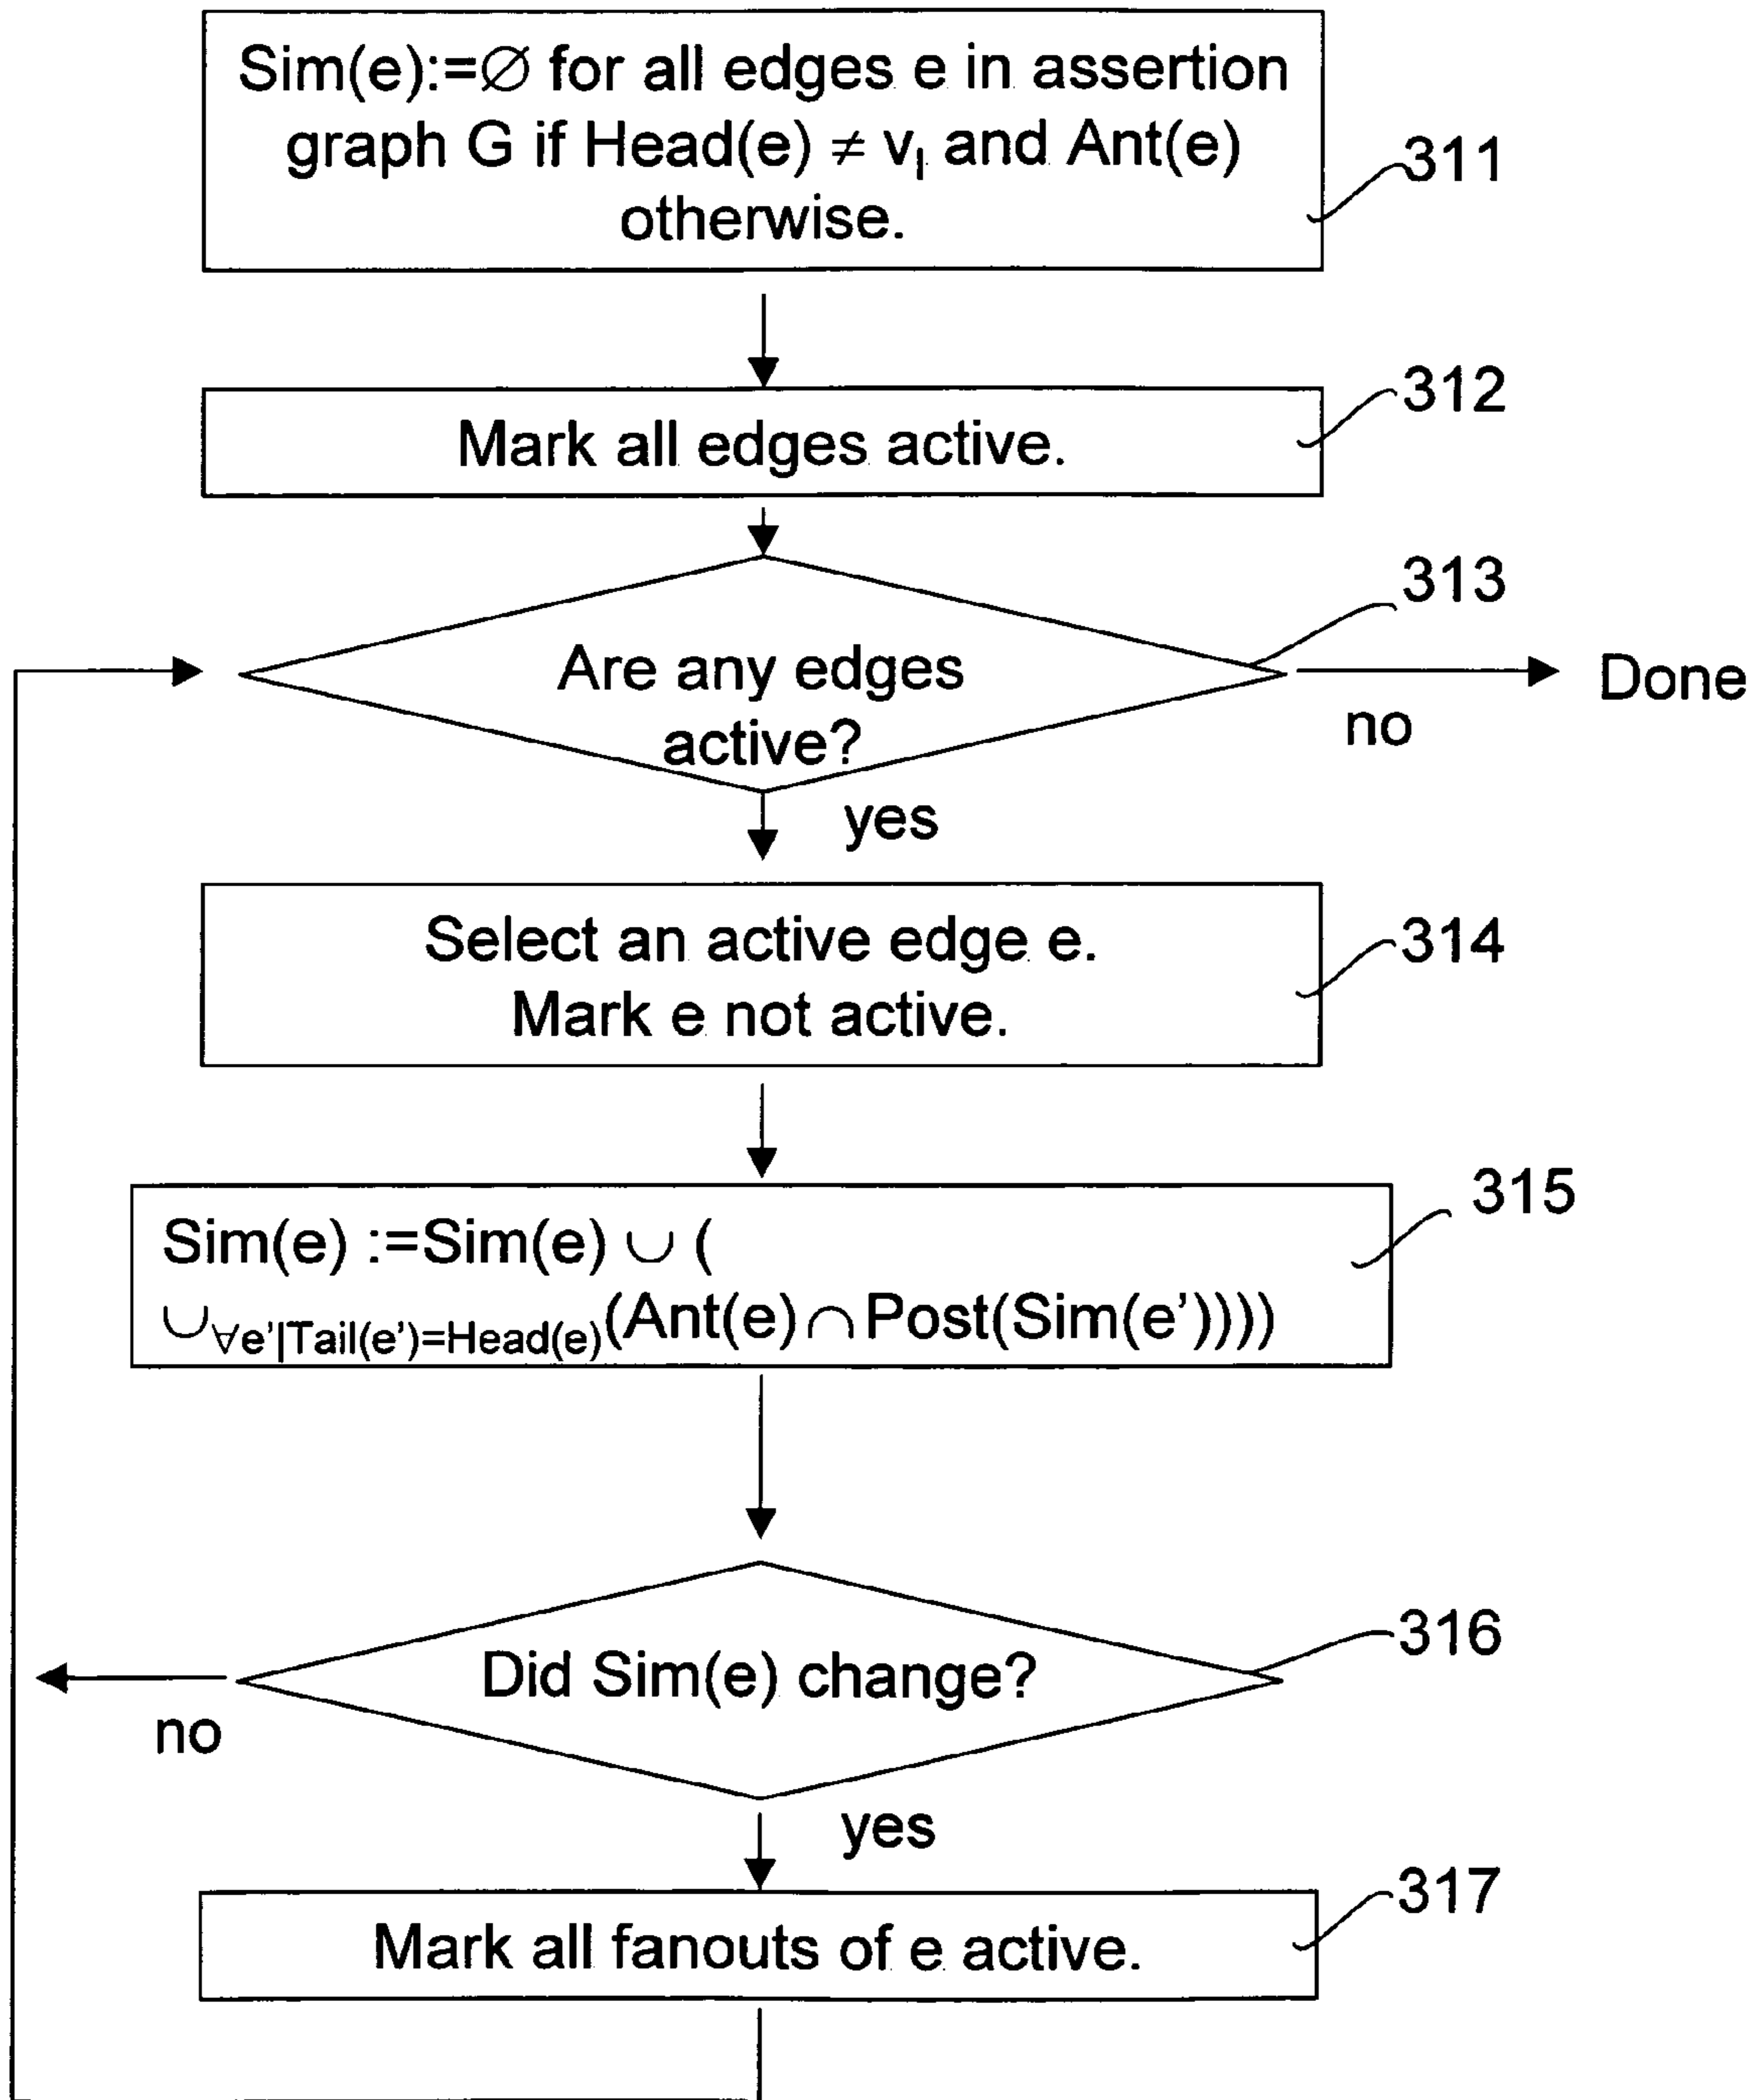 Sim(e):=∅ for all edges e in assertion
graph G if Head(e) ≠ vI and Ant(e)
otherwise.
311
312
Mark all edges active.
313
Are any edges
active?
Done
no
yes
Select an active edge e.
Mark e not active.
314
315
Sim(e) :=Sim(e) ∪ (
∪∀e'|Tail(e')=Head(e)(Ant(e)∩Post(Sim(e'))))
316
Did Sim(e) change?
no
yes
317
Mark all fanouts of e active.